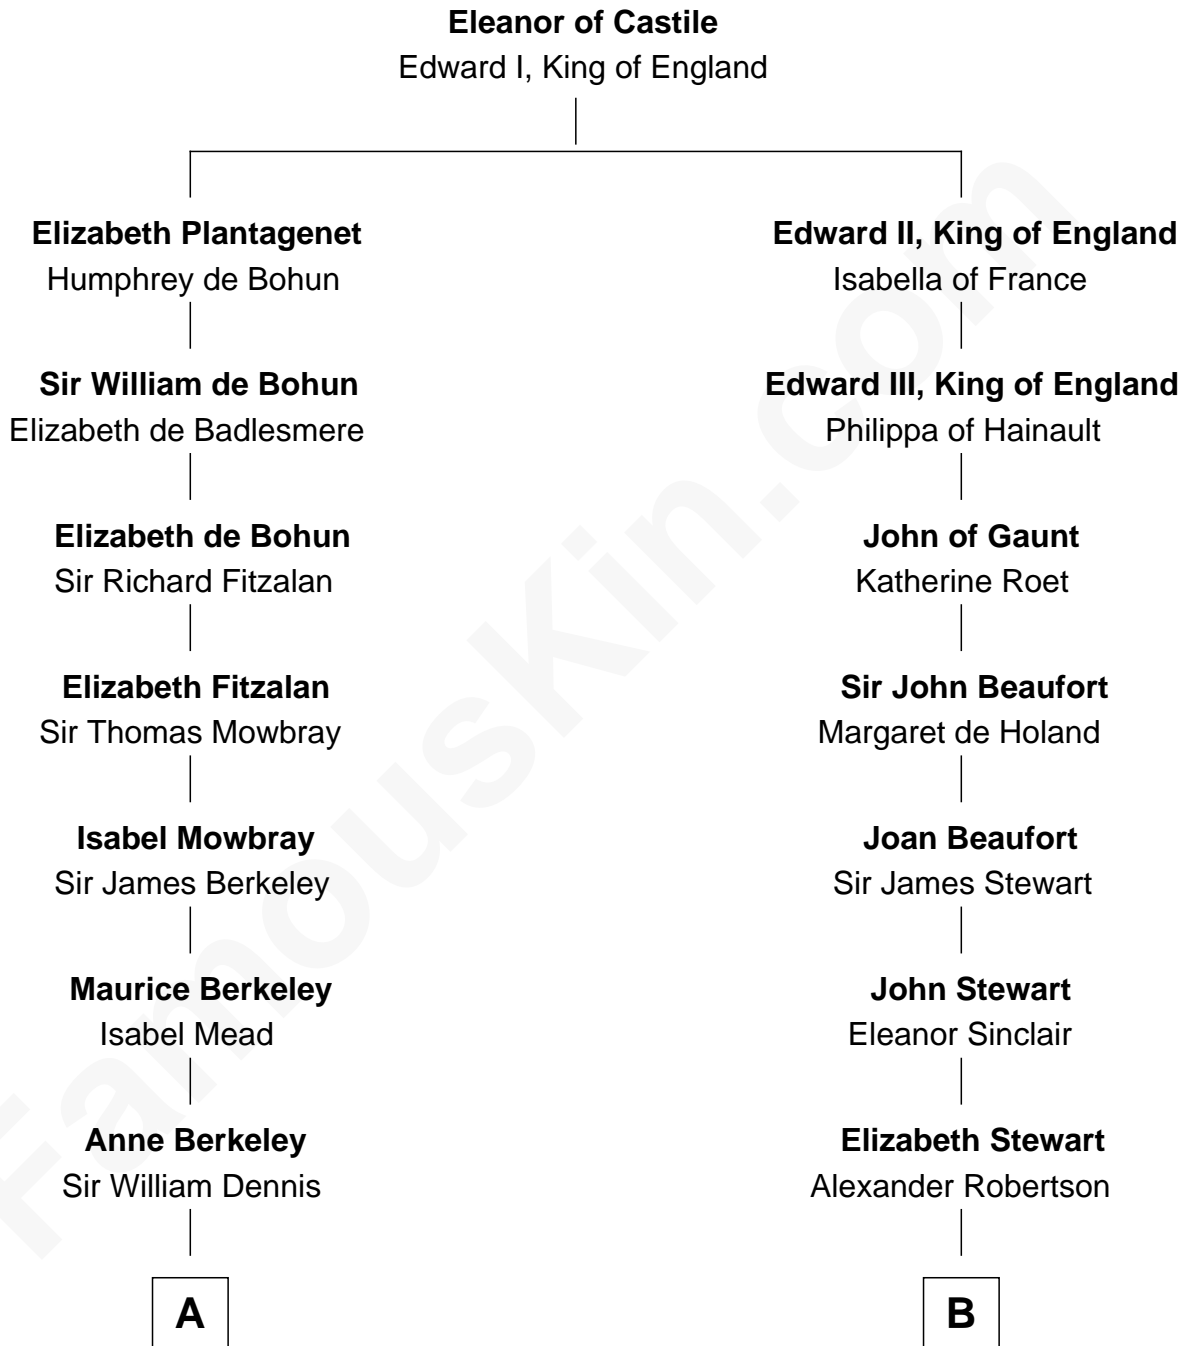 Eleanor of Castile
Edward I, King of England
Elizabeth Plantagenet
Humphrey de Bohun
Edward II, King of England
Isabella of France
Sir William de Bohun
Elizabeth de Badlesmere
Edward III, King of England
Philippa of Hainault
Elizabeth de Bohun
Sir Richard Fitzalan
John of Gaunt
Katherine Roet
Elizabeth Fitzalan
Sir Thomas Mowbray
Sir John Beaufort
Margaret de Holand
Isabel Mowbray
Sir James Berkeley
Joan Beaufort
Sir James Stewart
Maurice Berkeley
Isabel Mead
John Stewart
Eleanor Sinclair
Anne Berkeley
Sir William Dennis
Elizabeth Stewart
Alexander Robertson
A
B
FamousKin.com